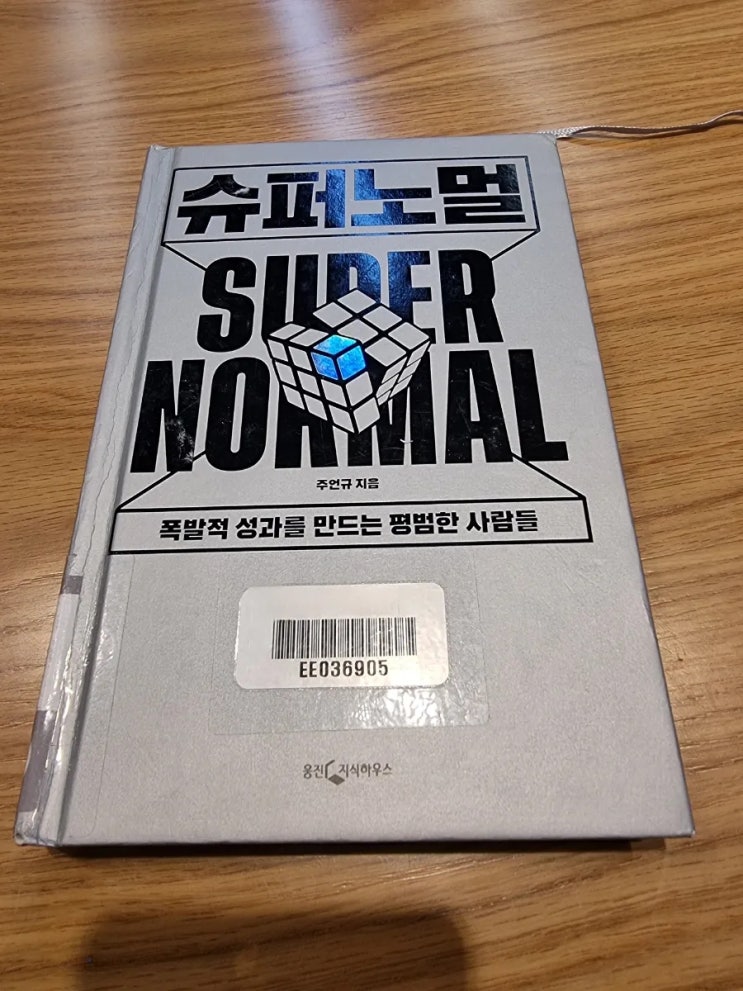 슈퍼노멀
SUPER
NORMAL
주언규 지음
폭발적 성과를 만드는 평범한 사람들
EE036905
웅진 지식하우스